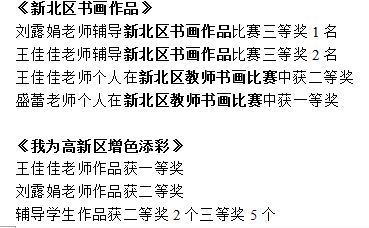 《新北区书画作品》
刘露娟老师辅导新北区书画作品比赛三等奖 1 名
王佳佳老师辅导新北区书画作品比赛三等奖 2 名
王佳佳老师个人在新北区教师书画比赛中获二等奖
盛蕾老师个人在新北区教师书画比赛中获一等奖
《我为高新区增色添彩》
王佳佳老师作品获一等奖
刘露娟老师作品获二等奖
辅导学生作品获二等奖 2 个三等奖 5 个